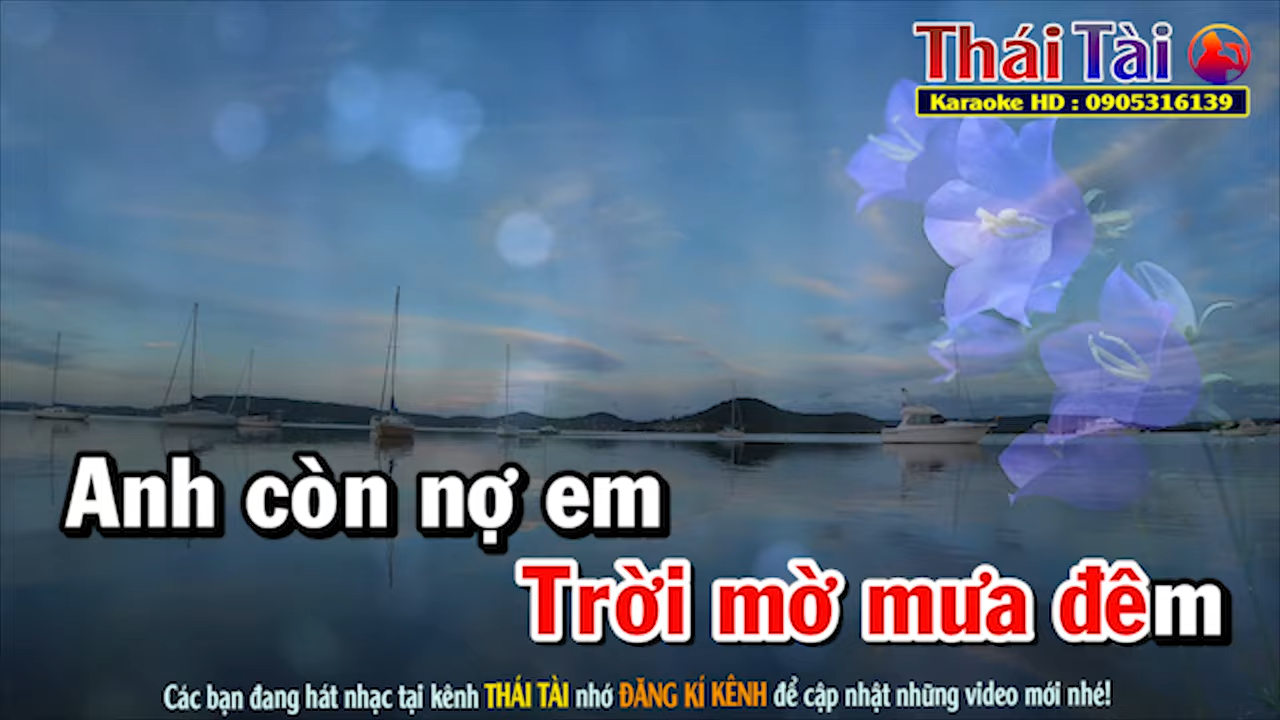 Thái Tài
Karaoke HD : 0905316139
Anh còn nợ em
Trời mờ mưa đêm
Các bạn đang hát nhạc tại kênh THÁI TÀI nhớ ĐĂNG KÍ KÊNH để cập nhật những video mới nhé!